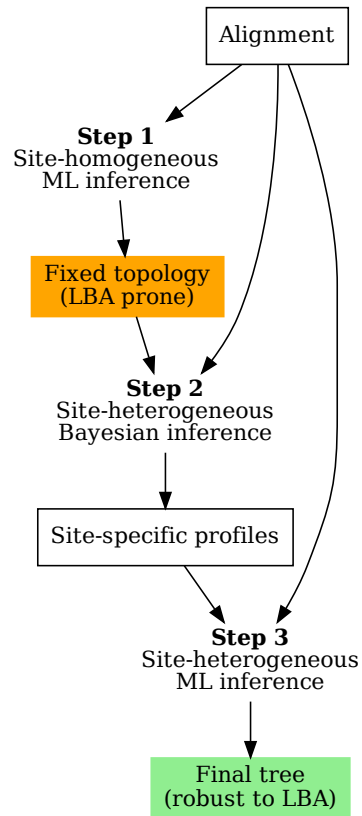 Alignment
Step 1
Site-homogeneous
ML inference
Fixed topology
(LBA prone)
Step 2
Site-heterogeneous
Bayesian inference
Site-specific profiles
Step 3
Site-heterogeneous
ML inference
Final tree
(robust to LBA)